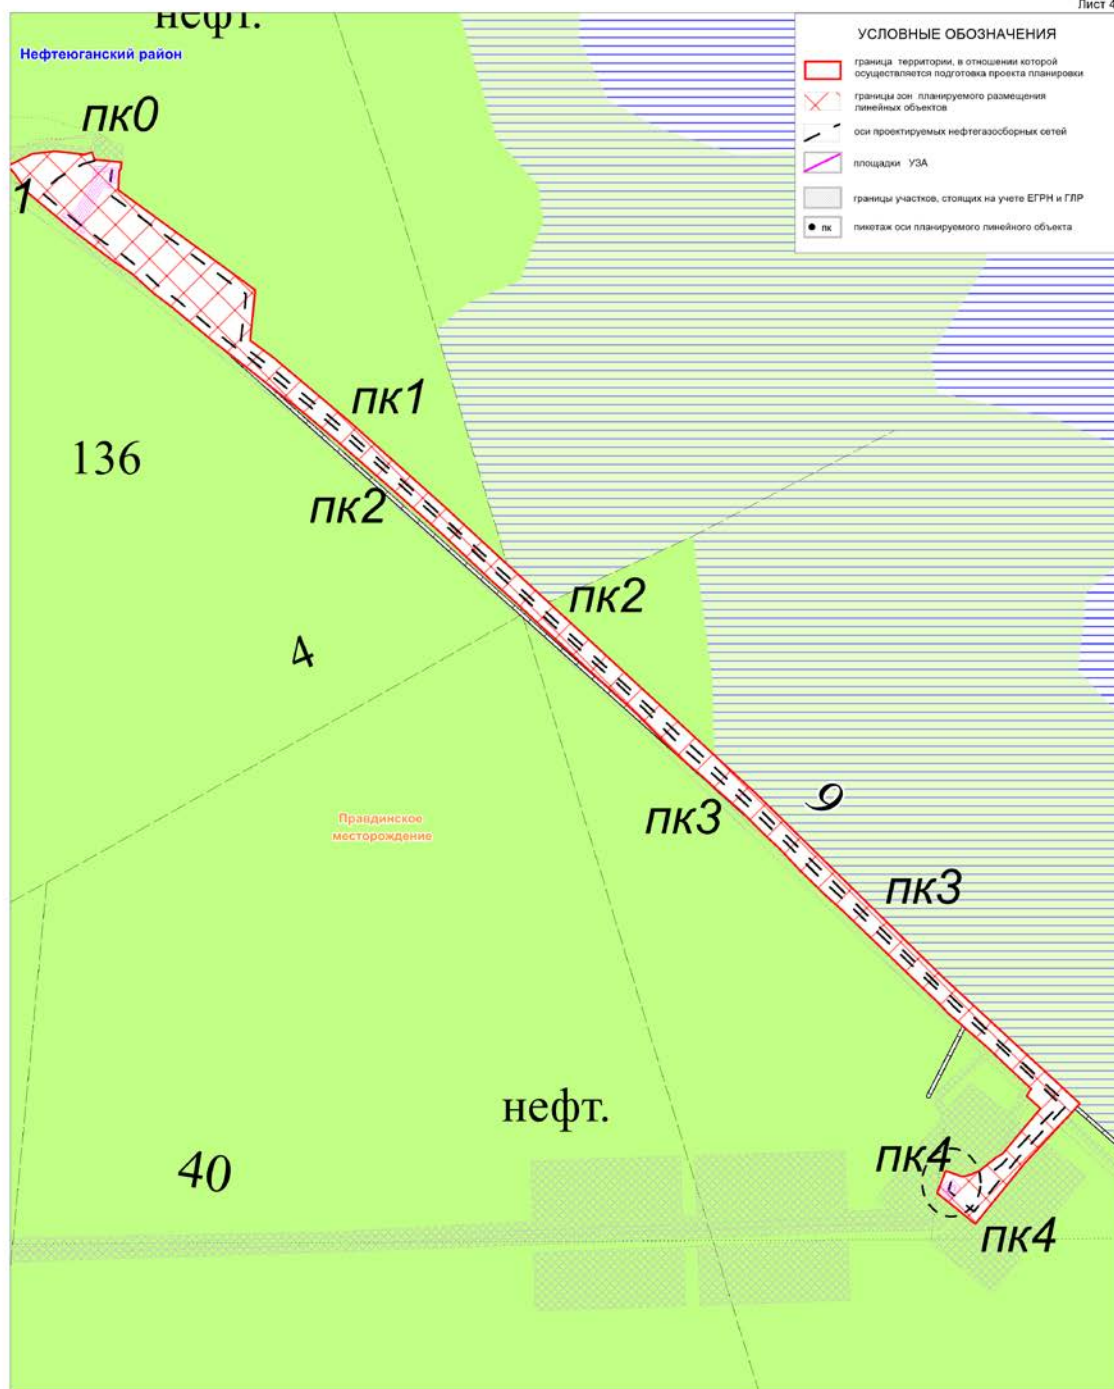 Лист 4
нефт.
Нефтеюганский район
УСЛОВНЫЕ ОБОЗНАЧЕНИЯ
граница территории, в отношении которой
осуществляется подготовка проекта планировки
границы зон планируемого размещения
линейных объектов
оси проектируемых нефтегазосборных сетей
площадки УЗА
границы участков, стоящих на учете ЕГРН и ГЛР
пк
пикетаж оси планируемого линейного объекта
пк0
1
пк1
136
пк2
пк2
4
9
Правдинское
месторождение
пк3
пк3
нефт.
40
пк4
пк4